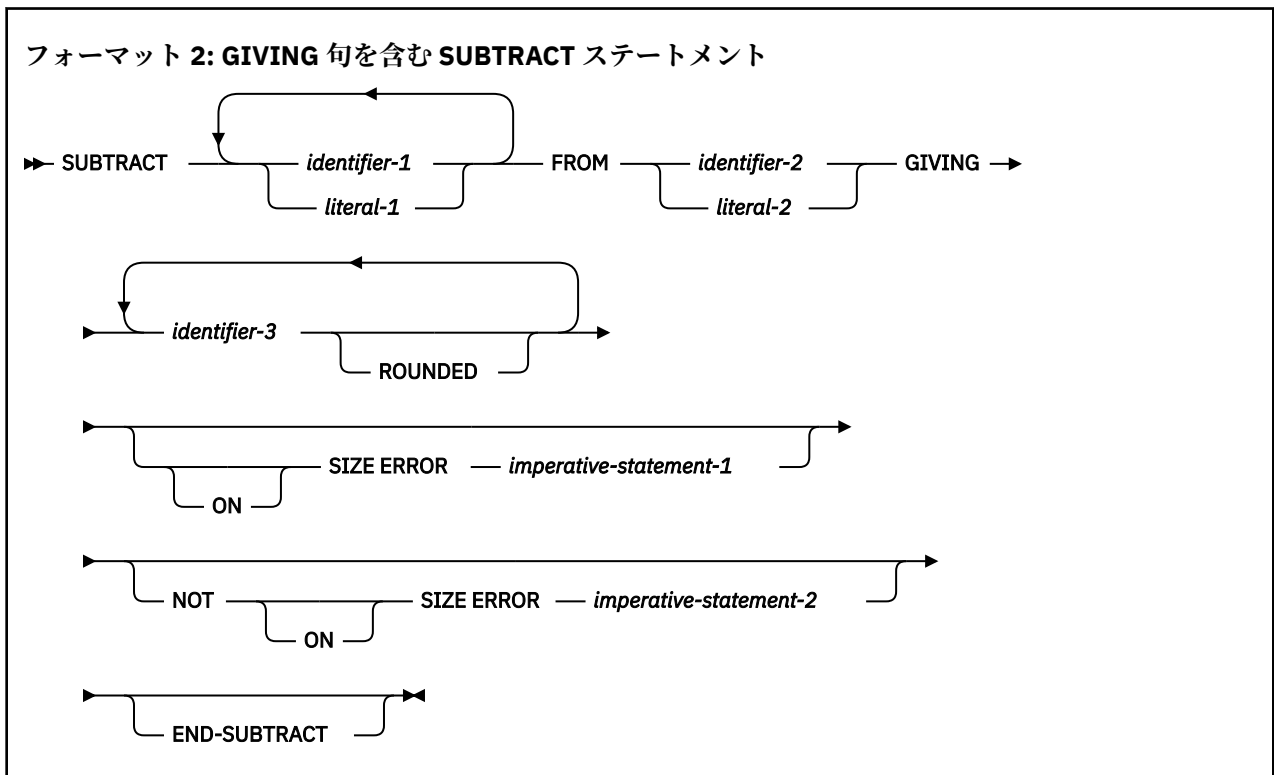 フォーマット 2: GIVING 句を含む SUBTRACT ステートメント
SUBTRACT identifier-1 FROM identifier-2 GIVING
literal-1 literal-2
identifier-3
ROUNDED
SIZE ERROR imperative-statement-1
ON
NOT SIZE ERROR imperative-statement-2
ON
END-SUBTRACT